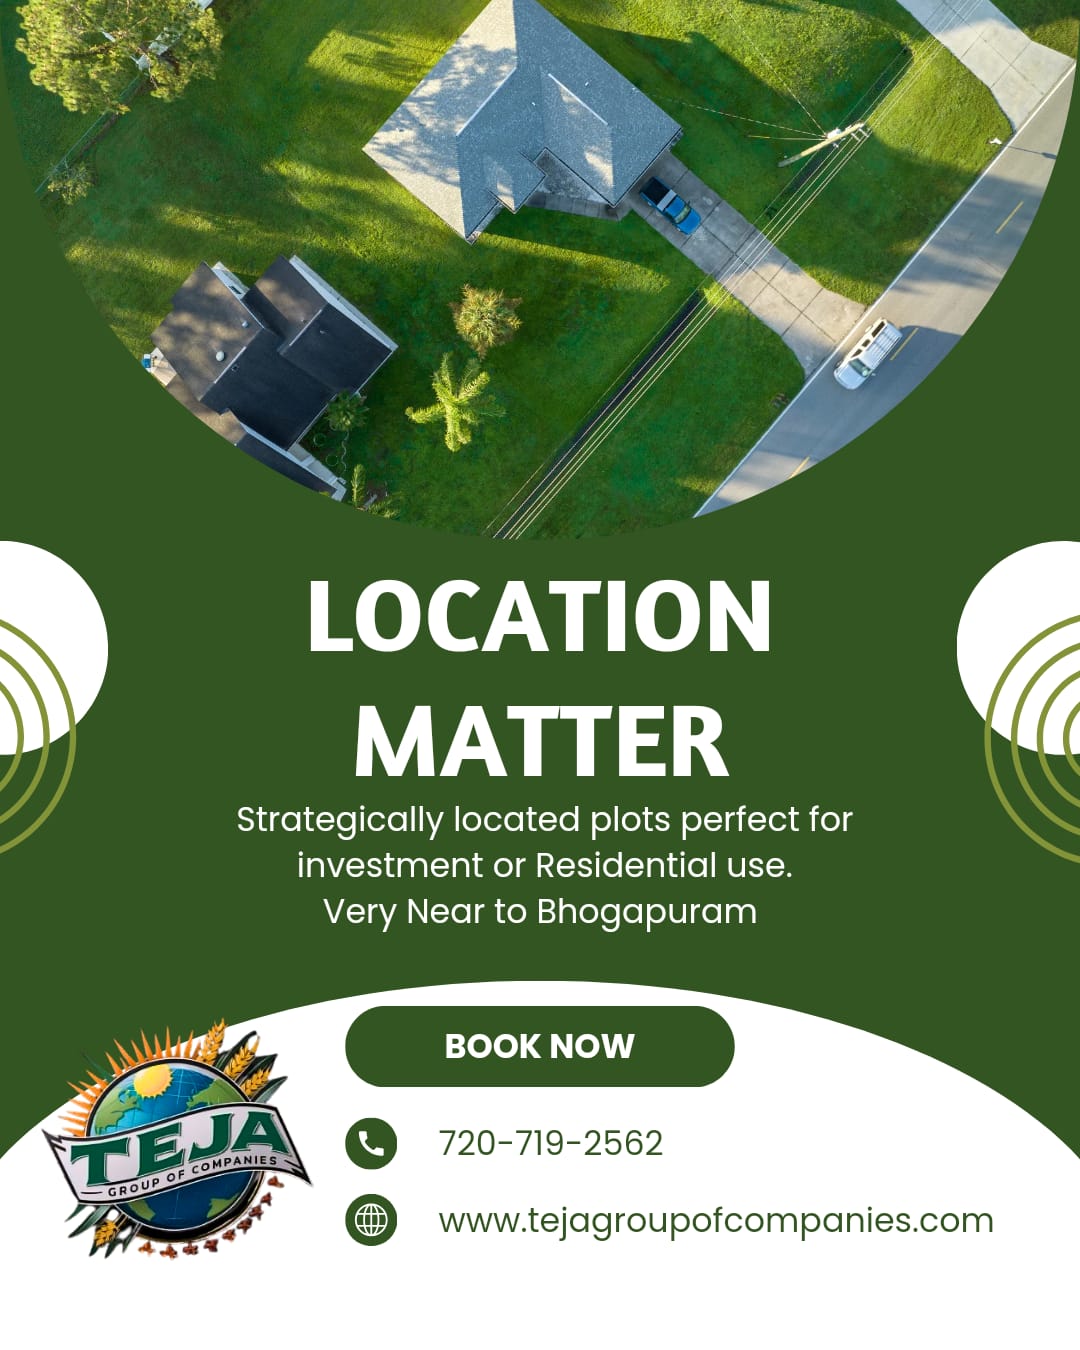 LOCATION
MATTER
Strategically located plots perfect for
investment or Residential use.
Very Near to Bhogapuram
BOOK NOW
TEJA
GROUP OF COMPANIES
720-719-2562
www.tejagroupofcompanies.com